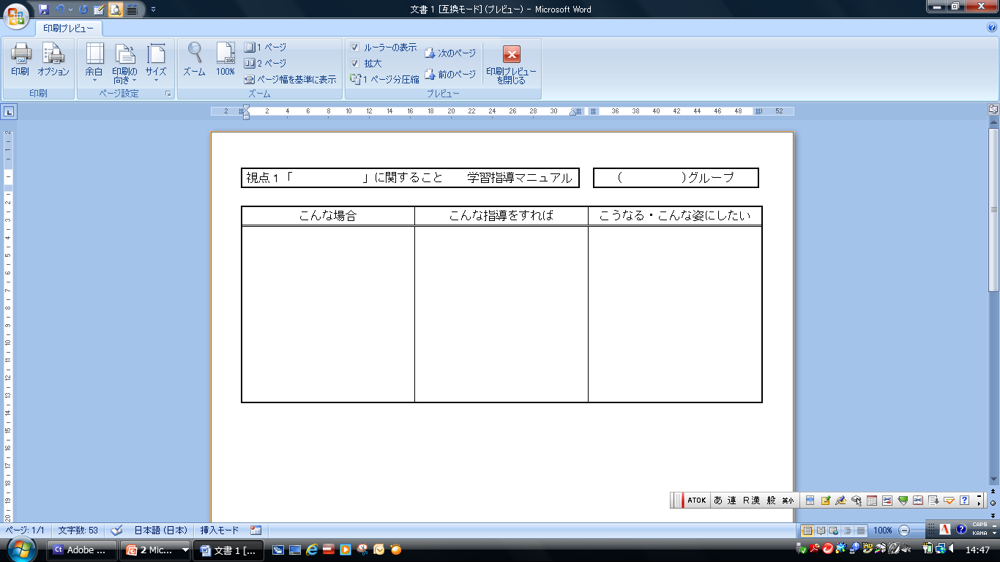 文書 1 [互換モード] (プレビュー) - Microsoft Word
印刷プレビュー
印刷
オプション
余白
印刷の向き
サイズ
ズーム
100%
1 ページ
2 ページ
ページ幅を基準に表示
ルーラーの表示
拡大
1 ページ分圧縮
次のページ
前のページ
印刷プレビューを閉じる
印刷
ページ設定
ズーム
プレビュー
2 2 4 6 8 10 12 14 16 18 20 22 24 26 28 30 36 38 40 42 44 46 48 52
視点1「 」に関すること 学習指導マニュアル
( )グループ
こんな場合 こんな指導をすれば こうなる・こんな姿にしたい
ATOK あ 連 R漢 般 英小
ページ: 1/1 文字数: 53 日本語 (日本) 挿入モード 100%
CAPS
KANA
Adobe ...
2 Mic...
文書 1 [...
14:47